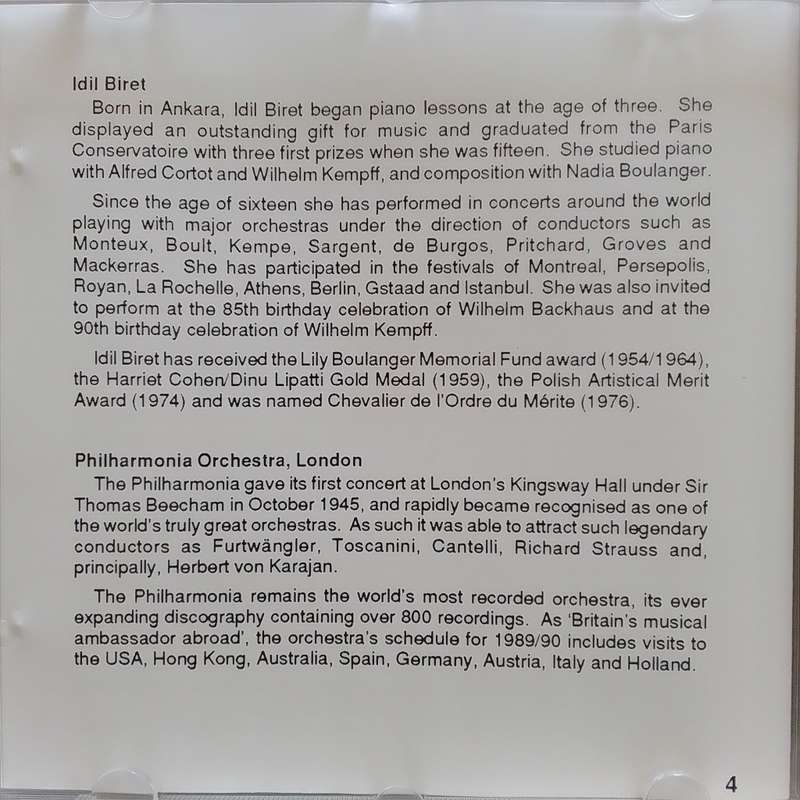 Idil Biret
Born in Ankara, Idil Biret began piano lessons at the age of three. She
displayed an outstanding gift for music and graduated from the Paris
Conservatoire with three first prizes when she was fifteen. She studied piano
with Alfred Cortot and Wilhelm Kempff, and composition with Nadia Boulanger.
Since the age of sixteen she has performed in concerts around the world
playing with major orchestras under the direction of conductors such as
Monteux, Boult, Kempe, Sargent, de Burgos, Pritchard, Groves and
Mackerras. She has participated in the festivals of Montreal, Persepolis,
Royan, La Rochelle, Athens, Berlin, Gstaad and Istanbul. She was also invited
to perform at the 85th birthday celebration of Wilhelm Backhaus and at the
90th birthday celebration of Wilhelm Kempff.
Idil Biret has received the Lily Boulanger Memorial Fund award (1954/1964),
the Harriet Cohen/Dinu Lipatti Gold Medal (1959), the Polish Artistical Merit
Award (1974) and was named Chevalier de l'Ordre du Mérite (1976).
Philharmonia Orchestra, London
The Philharmonia gave its first concert at London's Kingsway Hall under Sir
Thomas Beecham in October 1945, and rapidly became recognised as one of
the world's truly great orchestras. As such it was able to attract such legendary
conductors as Furtwängler, Toscanini, Cantelli, Richard Strauss and,
principally, Herbert von Karajan.
The Philharmonia remains the world's most recorded orchestra, its ever
expanding discography containing over 800 recordings. As 'Britain's musical
ambassador abroad', the orchestra's schedule for 1989/90 includes visits to
the USA, Hong Kong, Australia, Spain, Germany, Austria, Italy and Holland.
4